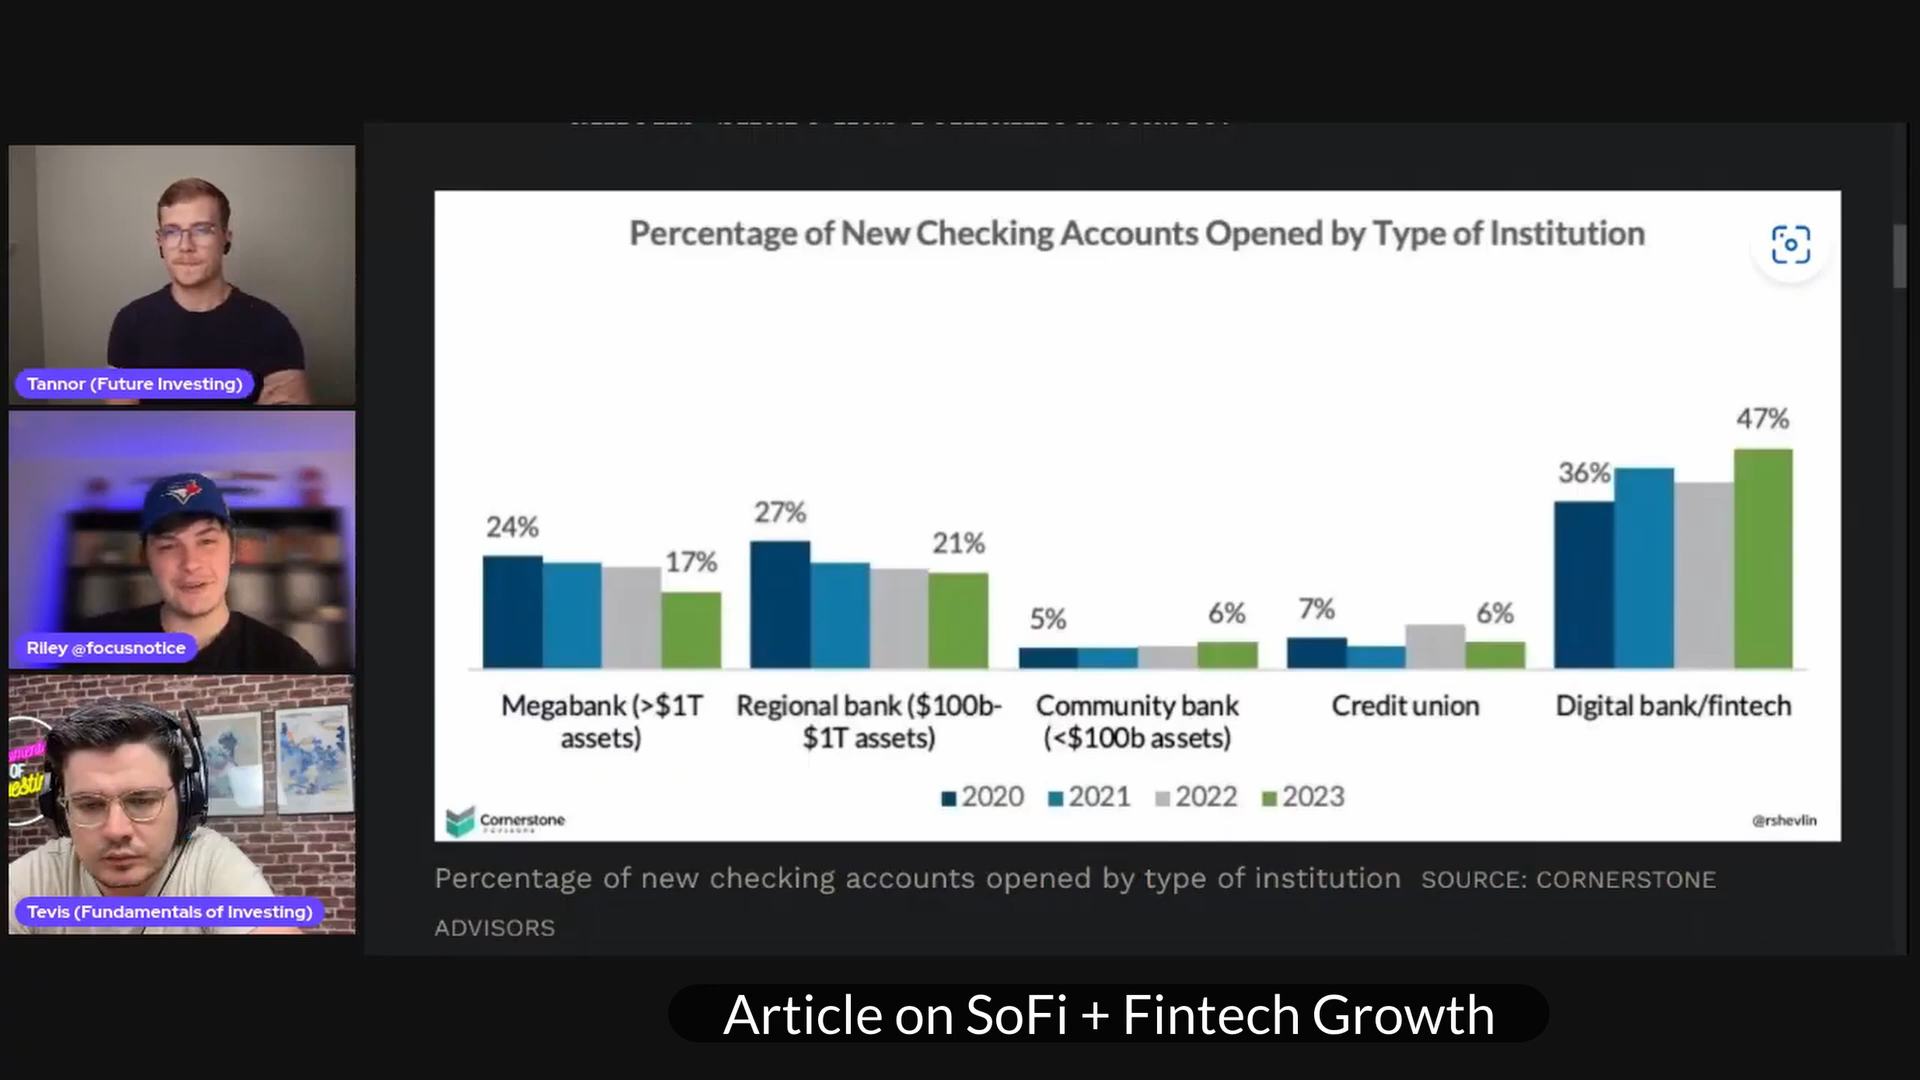 Percentage of New Checking Accounts Opened by Type of Institution
47%
36%
27%
24%
21%
17%
5%
6%
7%
6%
Megabank (>$1T
assets)
Regional bank ($100b-
$1T assets)
Community bank
(<$100b assets)
Credit union
Digital bank/fintech
2020 2021 2022 2023
Cornerstone
ADVISORS
@rshevlin
Percentage of new checking accounts opened by type of institution SOURCE: CORNERSTONE
ADVISORS
Tannor (Future Investing)
Riley @focusnotice
OF
Tevis (Fundamentals of Investing)
Article on SoFi + Fintech Growth